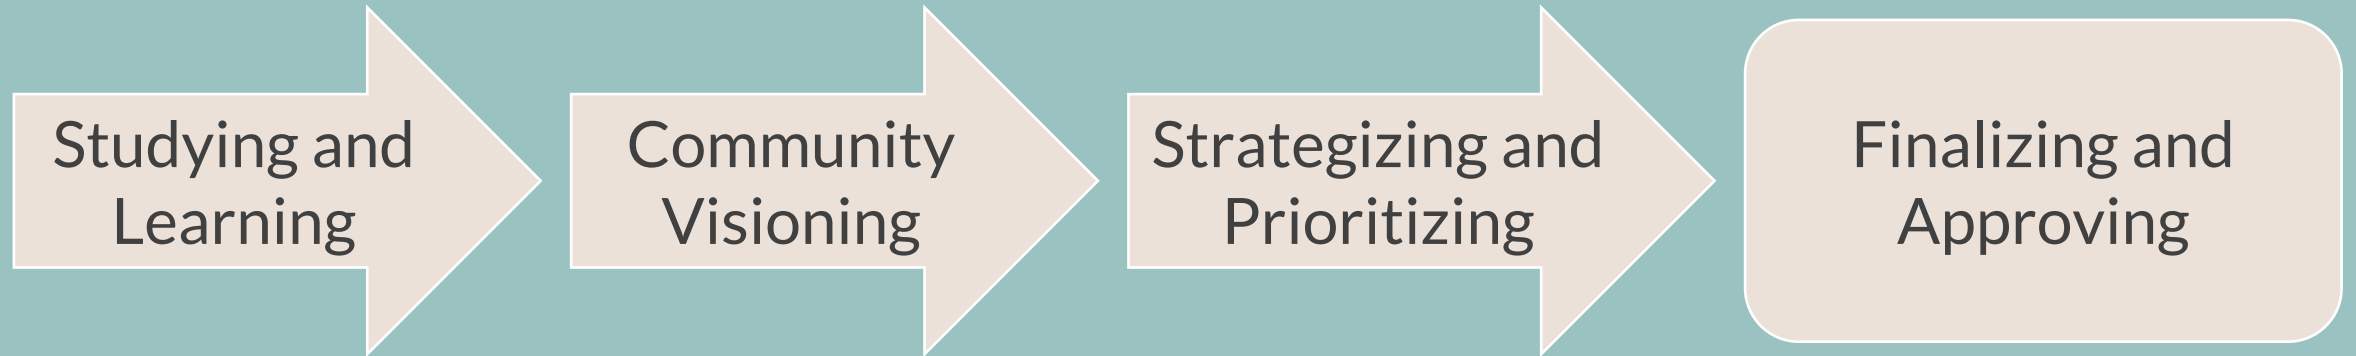 Studying and
Learning
Community
Visioning
Strategizing and
Prioritizing
Finalizing and
Approving